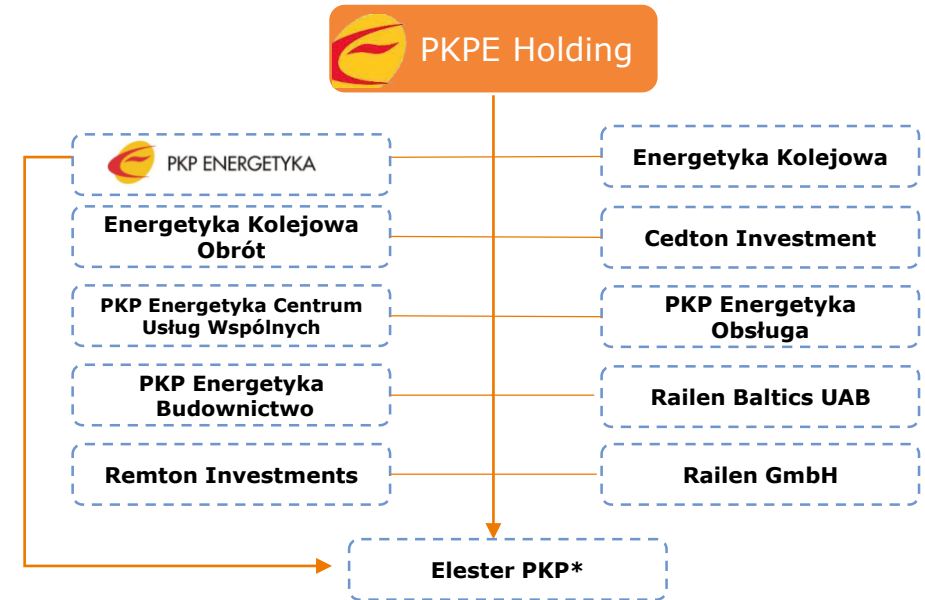 PKPE Holding
PKP ENERGETYKA
Energetyka Kolejowa
Energetyka Kolejowa
Obrót
Cedton Investment
PKP Energetyka Centrum
Usług Wspólnych
PKP Energetyka
Obsługa
PKP Energetyka
Budownictwo
Railen Baltics UAB
Remton Investments
Railen GmbH
Elester PKP*